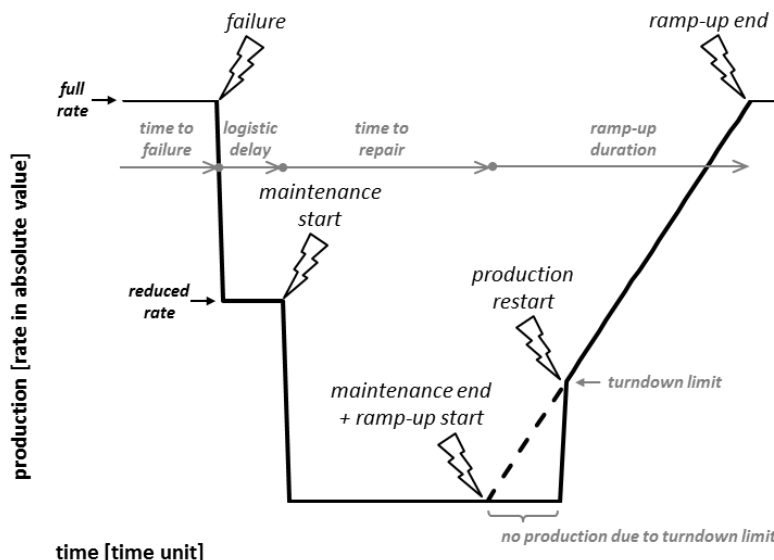 failure
ramp-up end
full
rate
time to
failure
logistic
delay
time to
repair
ramp-up
duration
maintenance
start
reduced
rate
production
restart
turndown limit
maintenance end
+ ramp-up start
no production due to turndown limit
production [rate in absolute value]
time [time unit]